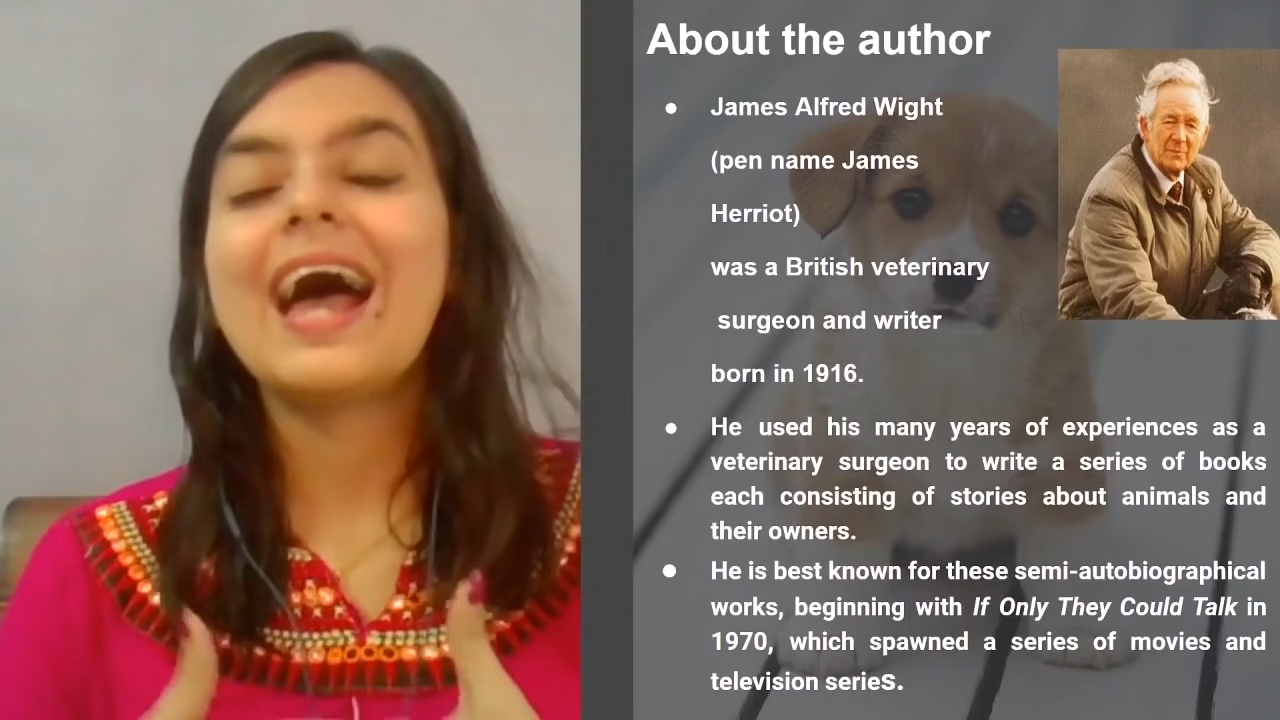 About the author
● James Alfred Wight
(pen name James
Herriot)
was a British veterinary
surgeon and writer
born in 1916.
● He used his many years of experiences as a
veterinary surgeon to write a series of books
each consisting of stories about animals and
their owners.
● He is best known for these semi-autobiographical
works, beginning with If Only They Could Talk in
1970, which spawned a series of movies and
television series.